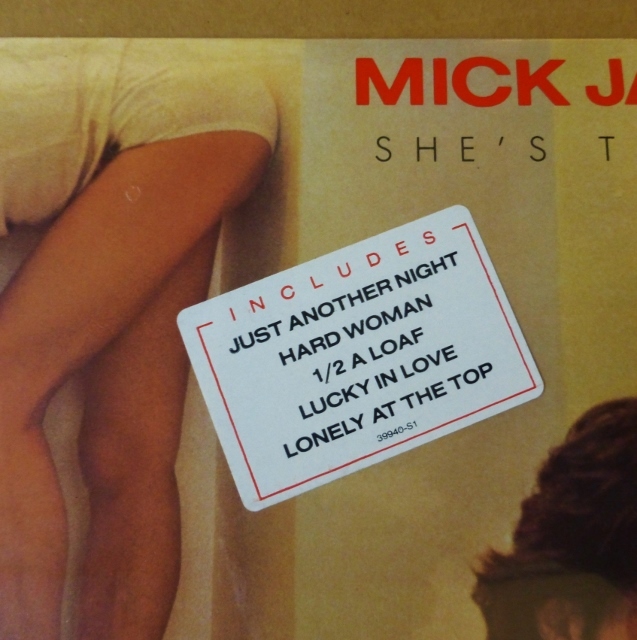 MICK JA
SHE'S T
INCLUDES
JUST ANOTHER NIGHT
HARD WOMAN
1/2 A LOAF
LUCKY IN LOVE
LONELY AT THE TOP
39940-S1